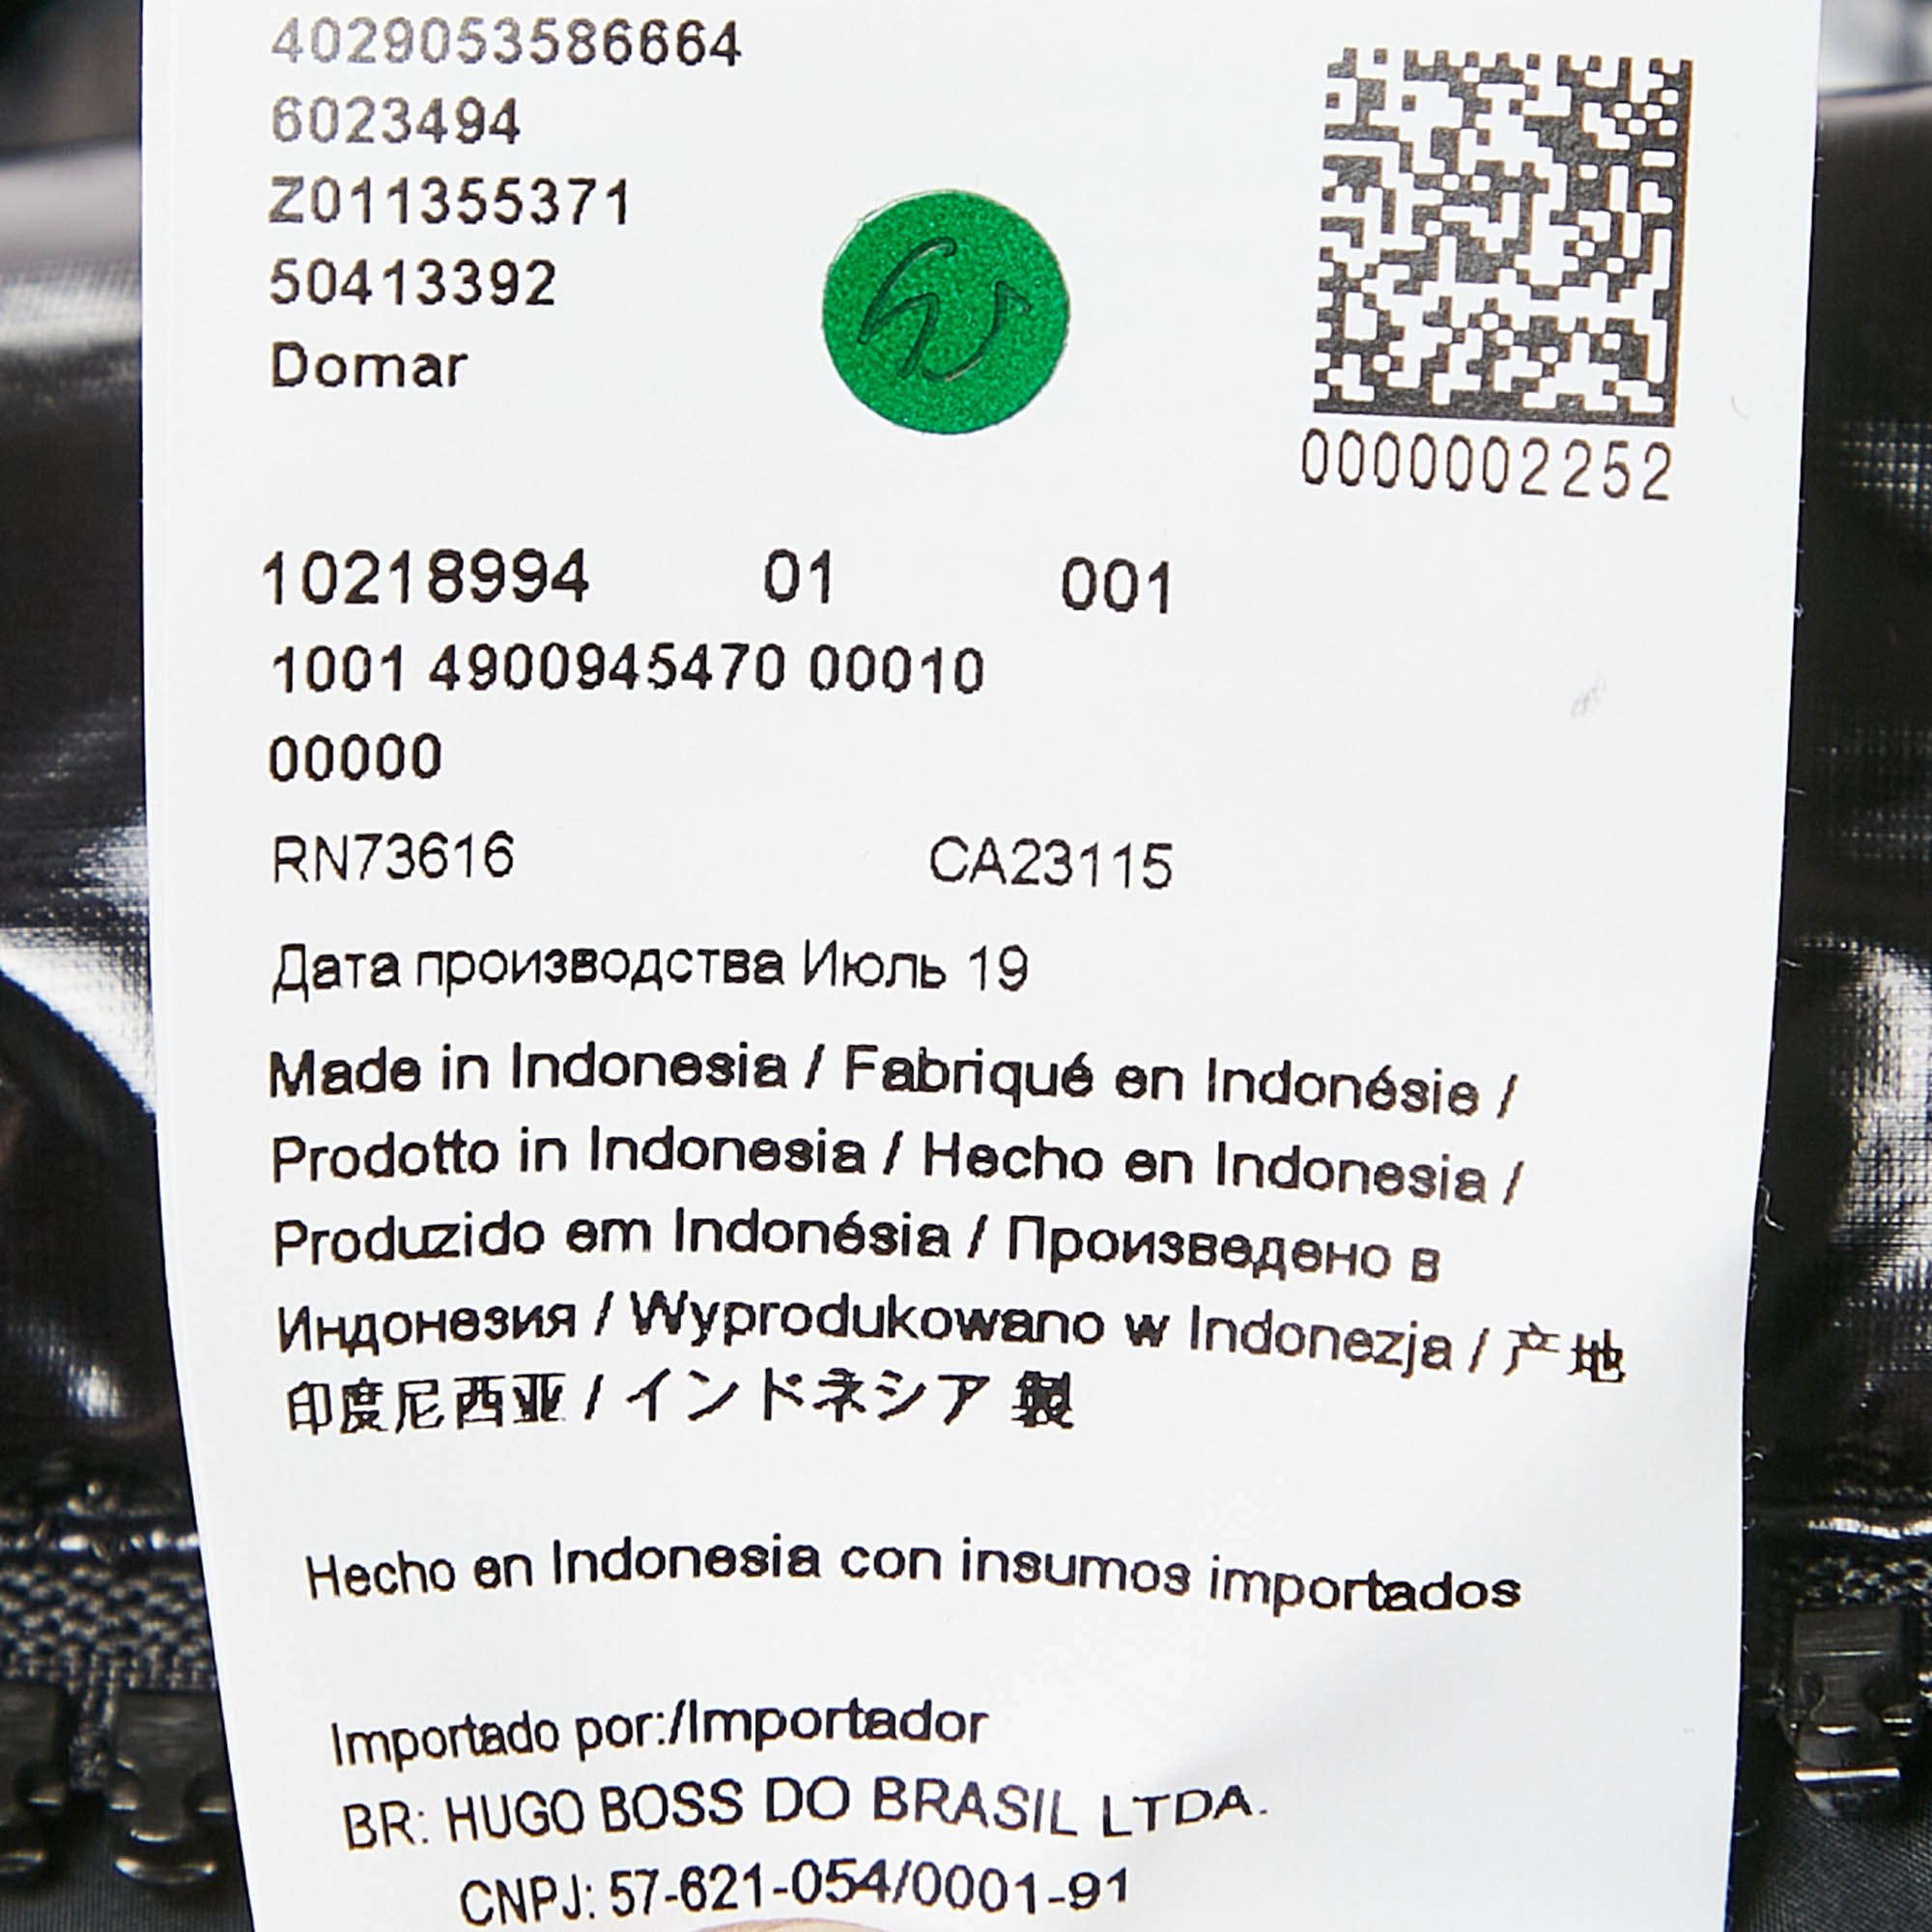 4029053586664
6023494
Z011355371
50413392
Domar
0000002252
10218994 01 001
1001 4900945470 00010
00000
RN73616 CA23115
Дата производства Июль 19
Made in Indonesia / Fabriqué en Indonésie /
Prodotto in Indonesia / Hecho en Indonesia /
Produzido em Indonésia / Произведено в
Индонезия / Wyprodukowano w Indonezja / 产地
印度尼西亚 / インドネシア 製
Hecho en Indonesia con insumos importados
Importado por:/Importador
BR: HUGO BOSS DO BRASIL LTDA.
CNPJ: 57-621-054/0001-91